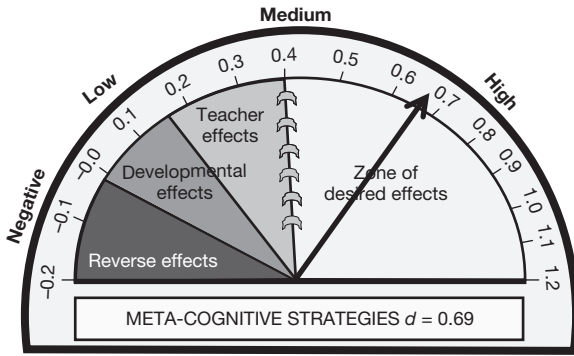 Medium
Low
High
Negative
-0.2
-0.1
-0.0
0.1
0.2
0.3
0.4
0.5
0.6
0.7
0.8
0.9
1.0
1.1
1.2
Teacher
effects
Developmental
effects
Zone of
desired effects
Reverse effects
META-COGNITIVE STRATEGIES d = 0.69